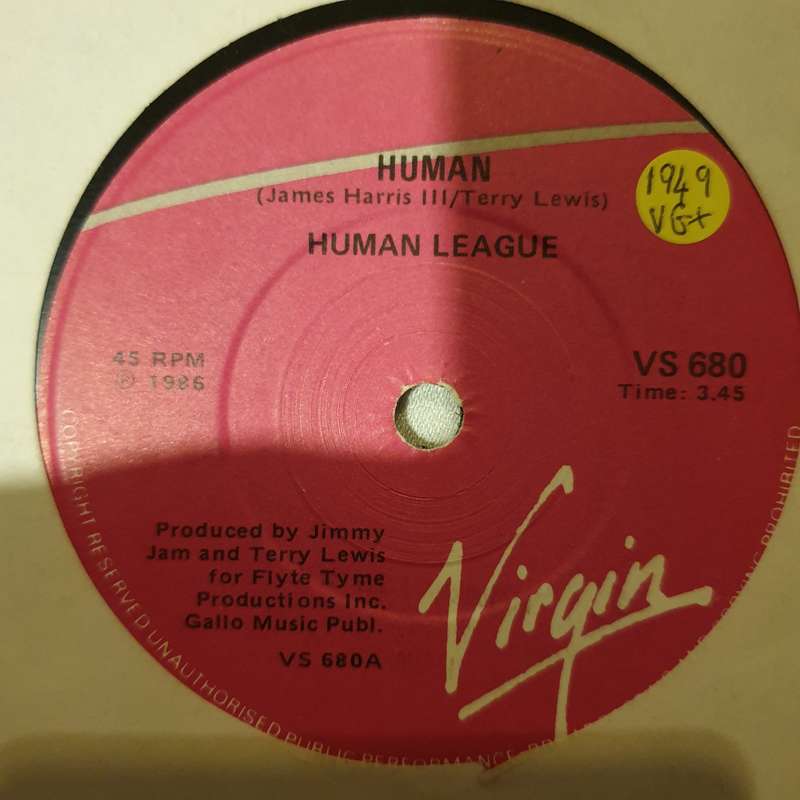 HUMAN
(James Harris III/Terry Lewis)
HUMAN LEAGUE
1949
VG+
45 RPM
℗ 1986
VS 680
Time: 3.45
Produced by Jimmy
Jam and Terry Lewis
for Flyte Tyme
Productions Inc.
Gallo Music Publ.
VS 680A
Virgin
COPYRIGHT RESERVED UNAUTHORISED PUBLIC PERFORMANCE, PROHIBITED